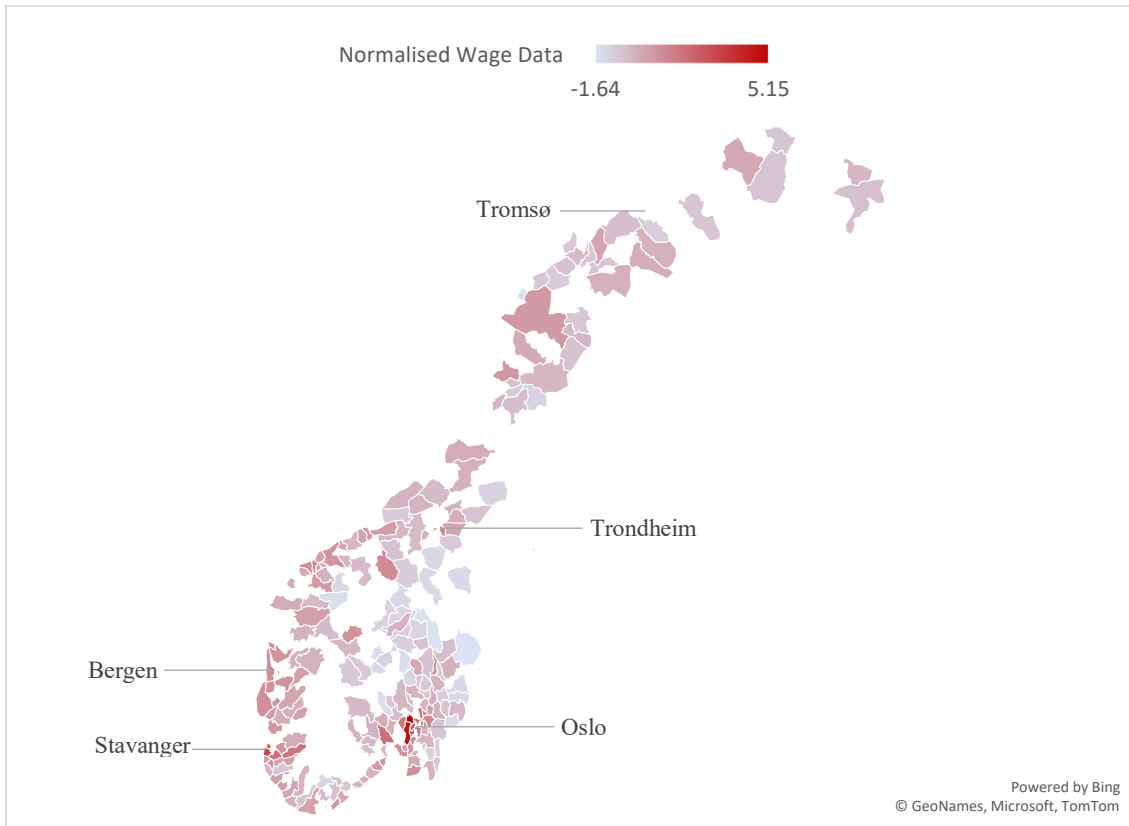 Normalised Wage Data
-1.64 5.15
Tromsø
Trondheim
Bergen
Oslo
Stavanger
Powered by Bing
© GeoNames, Microsoft, TomTom